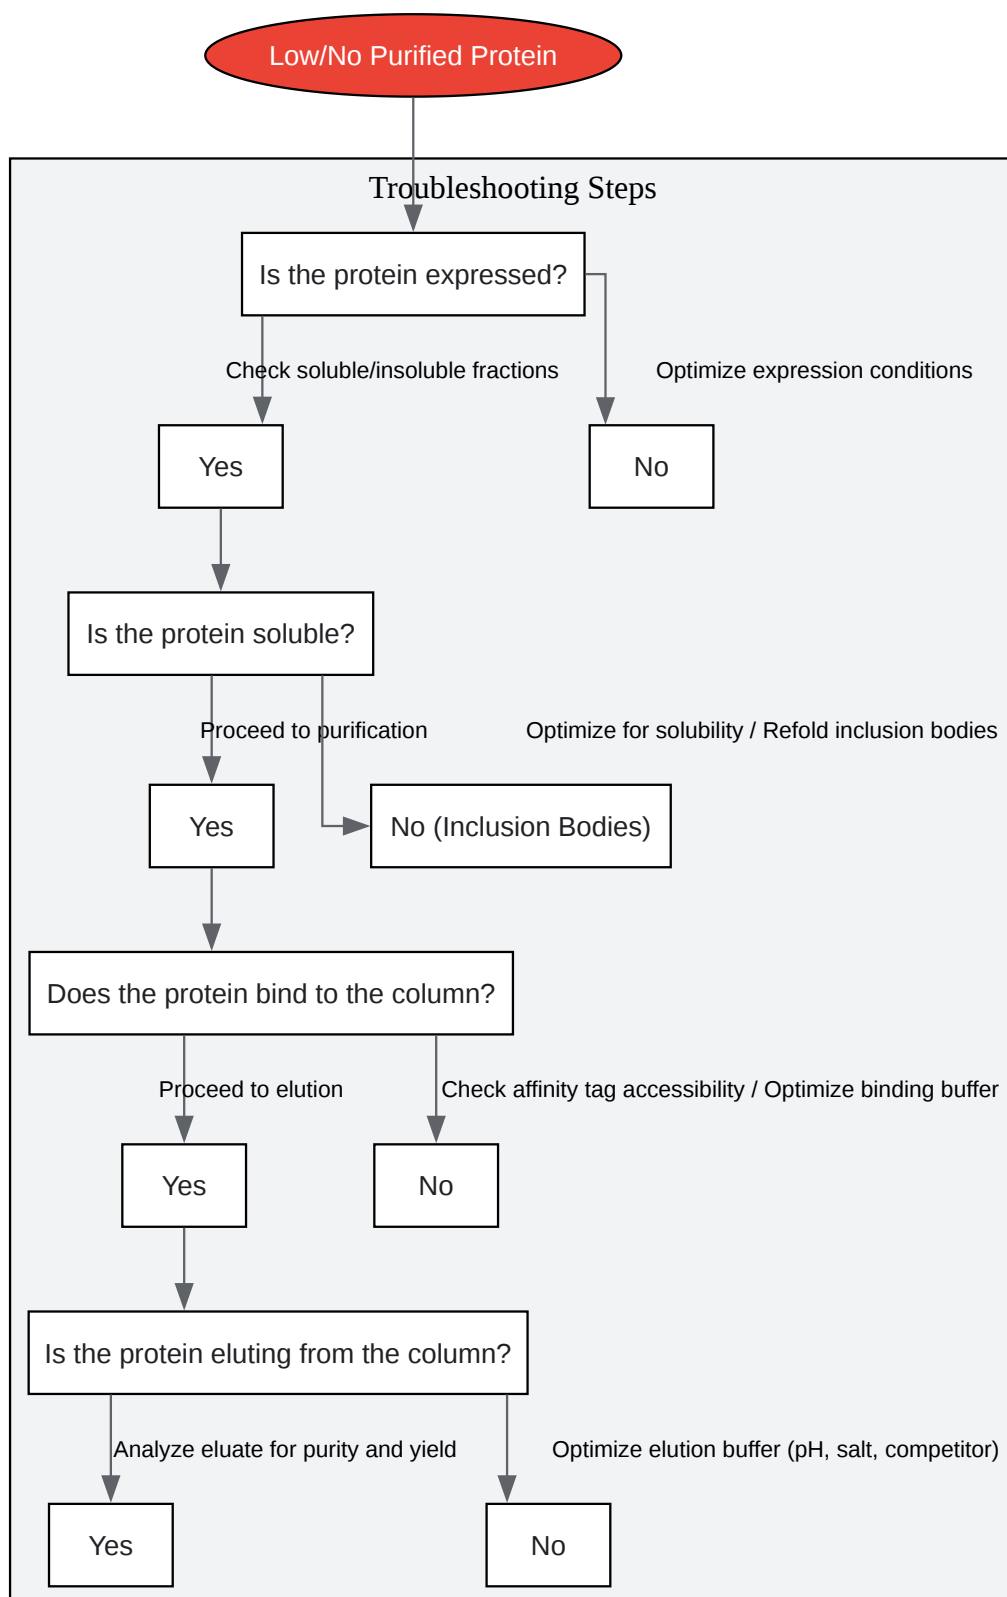 Low/No Purified Protein
Troubleshooting Steps
Is the protein expressed?
Check soluble/insoluble fractions
Optimize expression conditions
Yes
No
Is the protein soluble?
Proceed to purification
Optimize for solubility / Refold inclusion bodies
Yes
No (Inclusion Bodies)
Does the protein bind to the column?
Proceed to elution
Check affinity tag accessibility / Optimize binding buffer
Yes
No
Is the protein eluting from the column?
Analyze eluate for purity and yield
Optimize elution buffer (pH, salt, competitor)
Yes
No